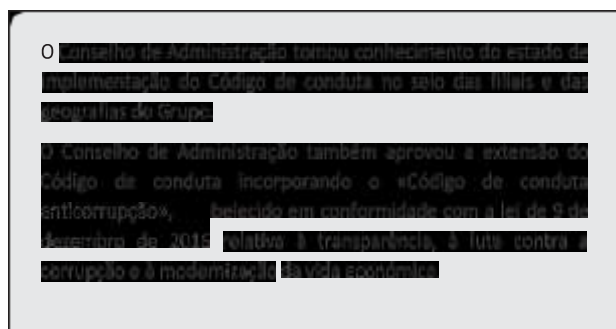 O Conselho de Administração tomou conhecimento do estado de
implementação do Código de conduta no seio das filiais e das
geografias do Grupo.
O Conselho de Administração também aprovou a extensão do
Código de conduta incorporando o «Código de conduta
anticorrupção», belecido em conformidade com a lei de 9 de
dezembro de 2016 relativa à transparência, à luta contra a
corrupção e à modernização da vida económica.